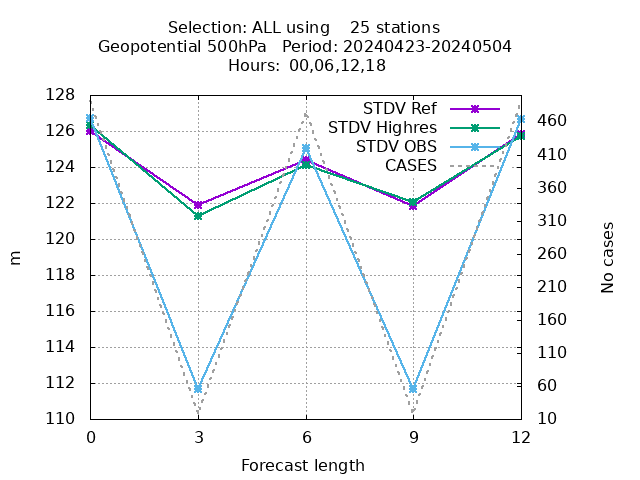 Selection: ALL using    25 stations
Geopotential 500hPa   Period: 20240423-20240504
Hours: 00,06,12,18
STDV Ref
STDV Highres
STDV OBS
CASES
128
126
124
122
120
118
116
114
112
110
m
460
410
360
310
260
210
160
110
60
10
No cases
0 3 6 9 12
Forecast length